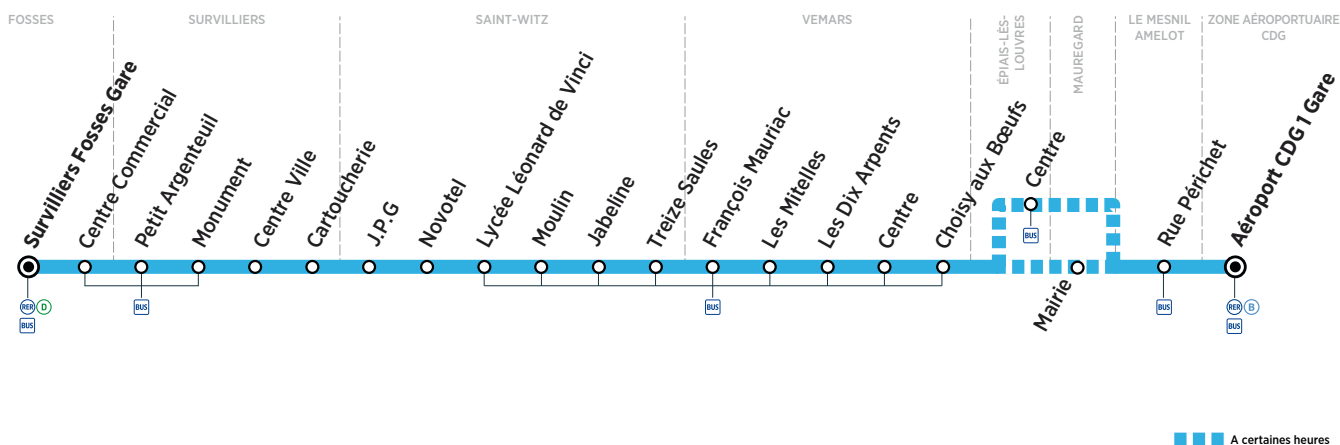 FOSSES
SURVILLIERS
SAINT-WITZ
VEMARS
ÉPIAIS-LÈS-
LOUVRES
MAUREGARD
LE MESNIL
AMELOT
ZONE AÉROPORTUAIRE
CDG
Survilliers Fosses Gare
Centre Commercial
Petit Argenteuil
Monument
Centre Ville
Cartoucherie
J.P.G
Novotel
Lycée Léonard de Vinci
Moulin
Jabeline
Treize Saules
François Mauriac
Les Mitelles
Les Dix Arpents
Centre
Choisy aux Bœufs
Centre
BUS
Mairie
Rue Périchet
Aéroport CDG 1 Gare
RER D
BUS
BUS
BUS
BUS
RER B
BUS
A certaines heures